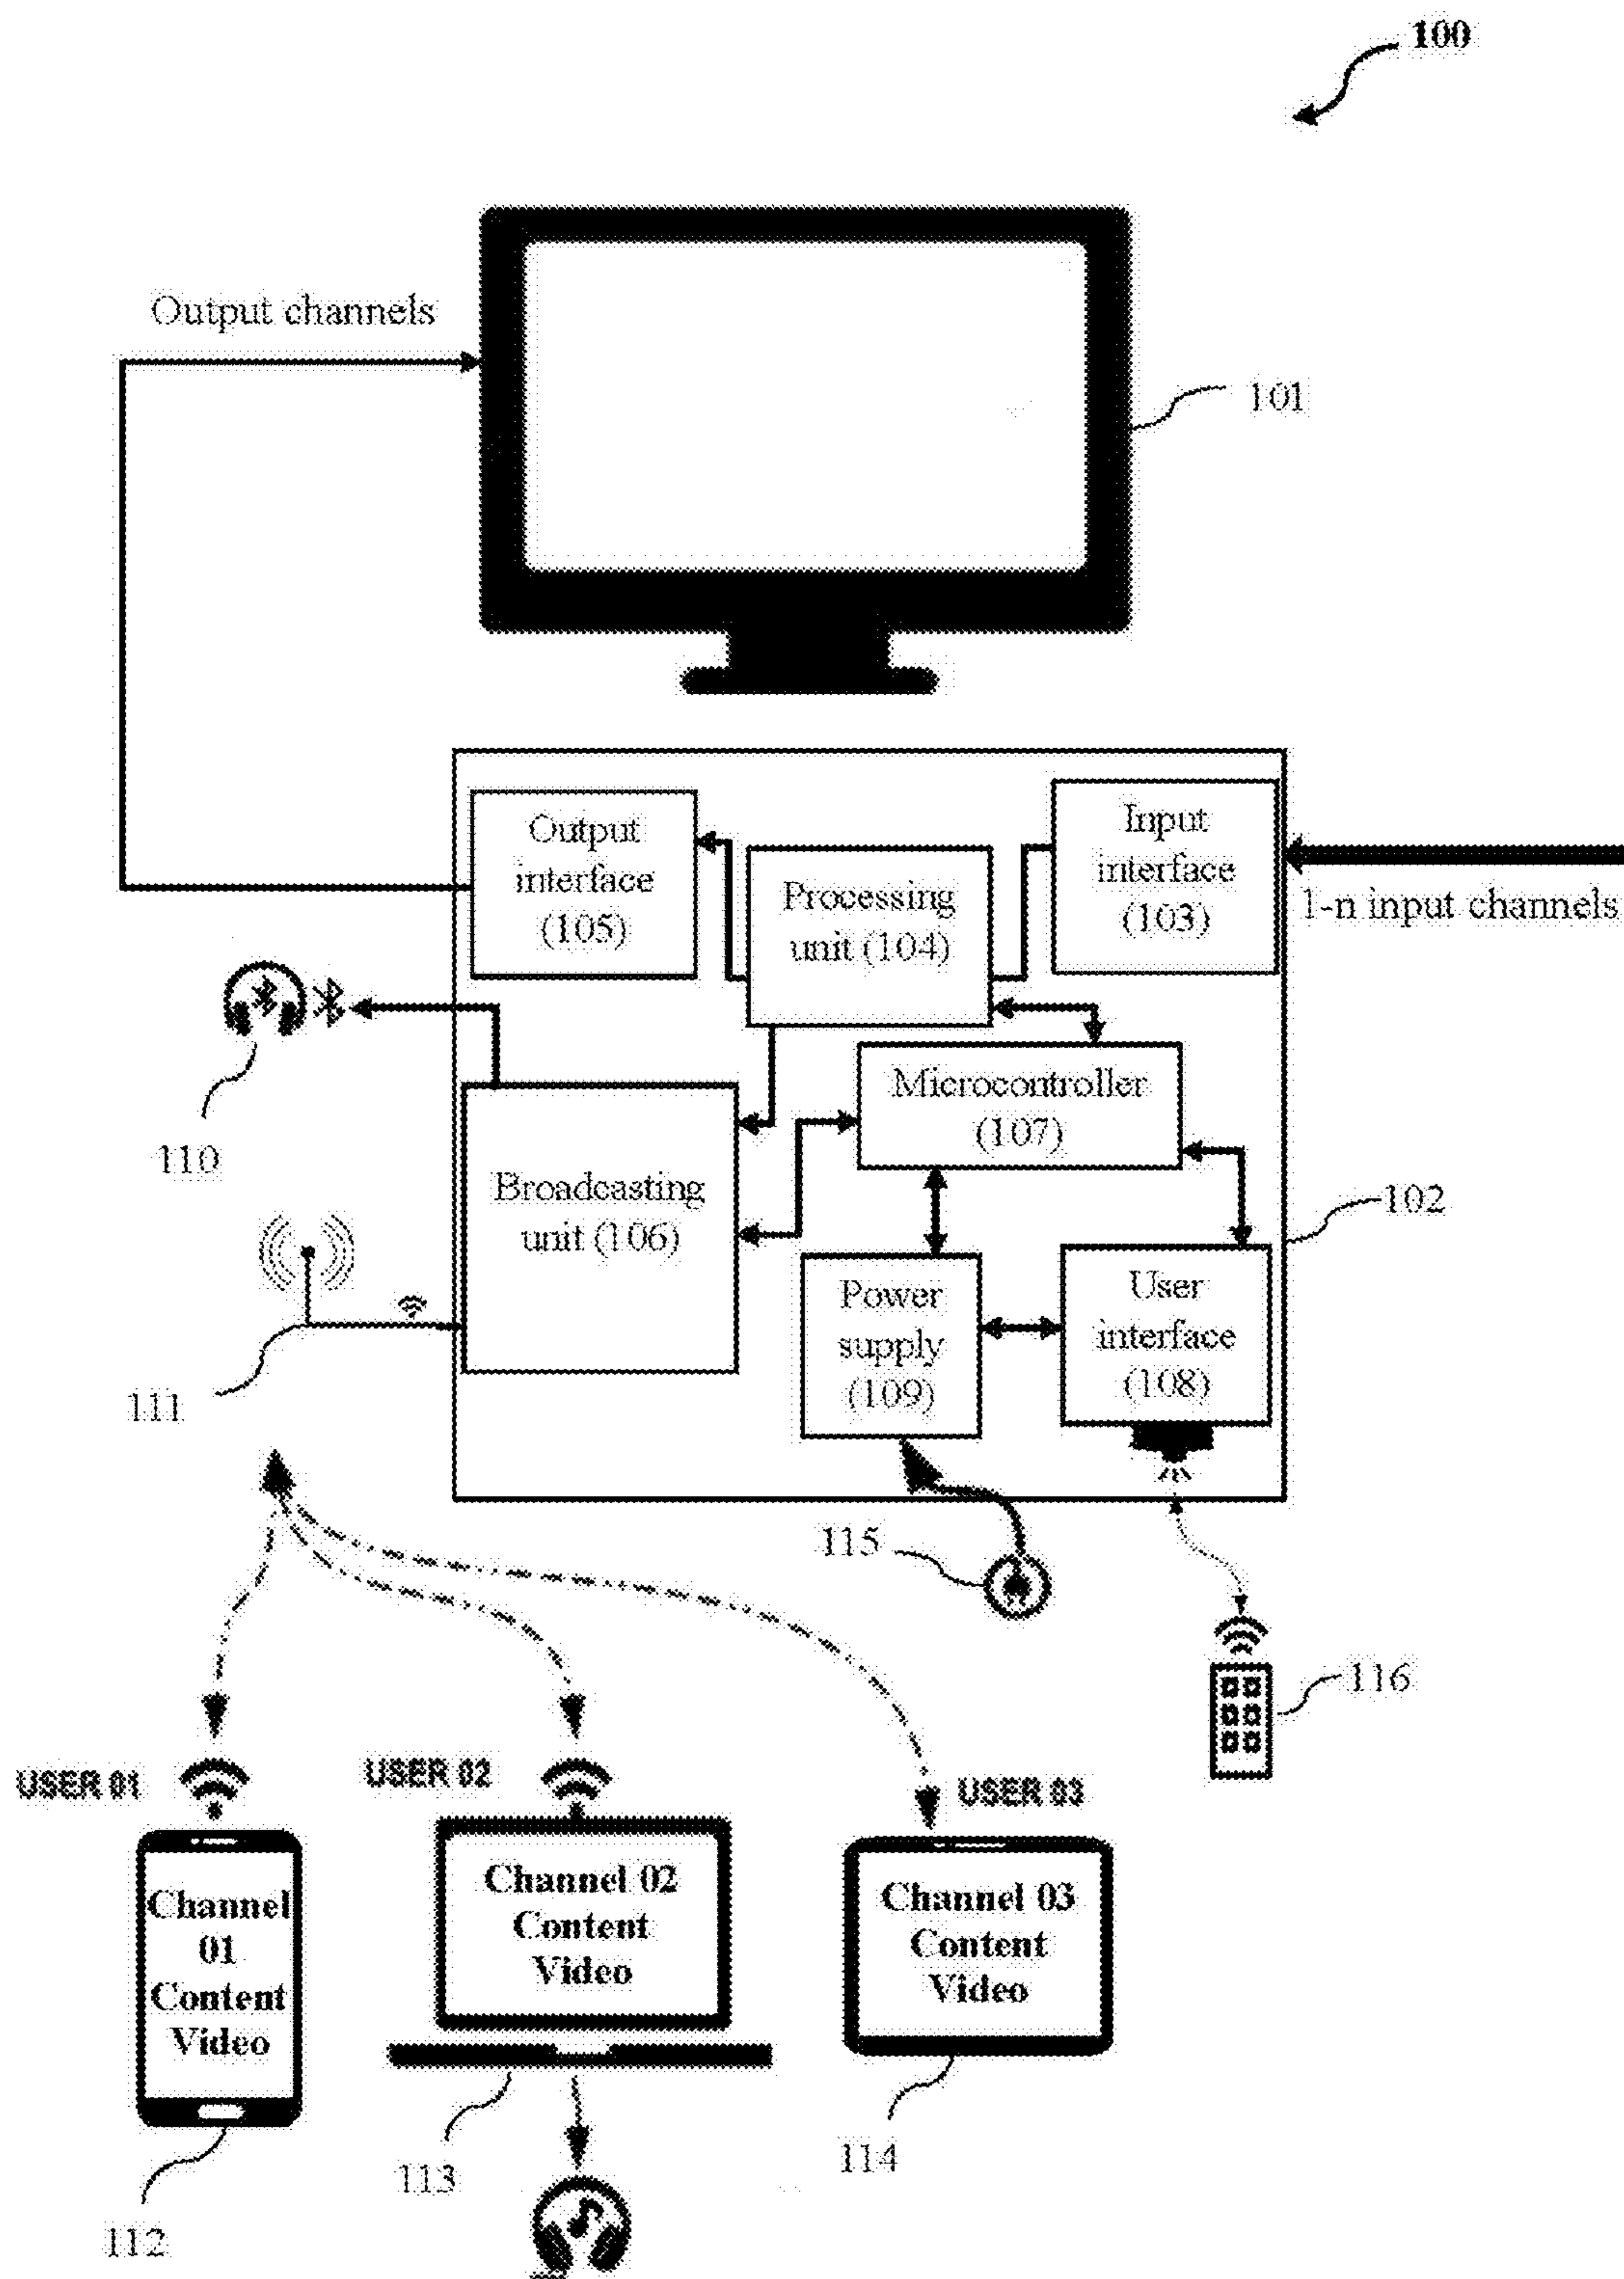 100
Output channels
101
Output
interface
(105)
Processing
unit (104)
Input
interface
(103)
1-n input channels
110
Microcontroller
(107)
Broadcasting
unit (106)
102
Power
supply
(109)
User
interface
(108)
111
115
116
USER 01
USER 02
USER 03
Channel
01
Content
Video
Channel 02
Content
Video
Channel 03
Content
Video
112
113
114